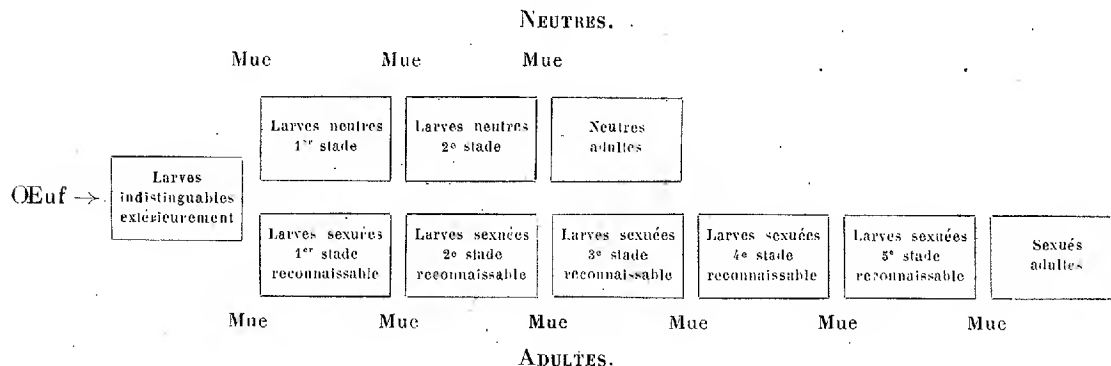 NEUTRES.
Mue Mue Mue
Larves neutres
1er stade
Larves neutres
2e stade
Neutres
adultes
Œuf →
Larves
indistinguables
extérieurement
Larves sexuées
1er stade
reconnaissable
Larves sexuées
2e stade
reconnaissable
Larves sexuées
3e stade
reconnaissable
Larves sexuées
4e stade
reconnaissable
Larves sexuées
5e stade
reconnaissable
Sexués
adultes
Mue Mue Mue Mue Mue Mue
ADULTES.